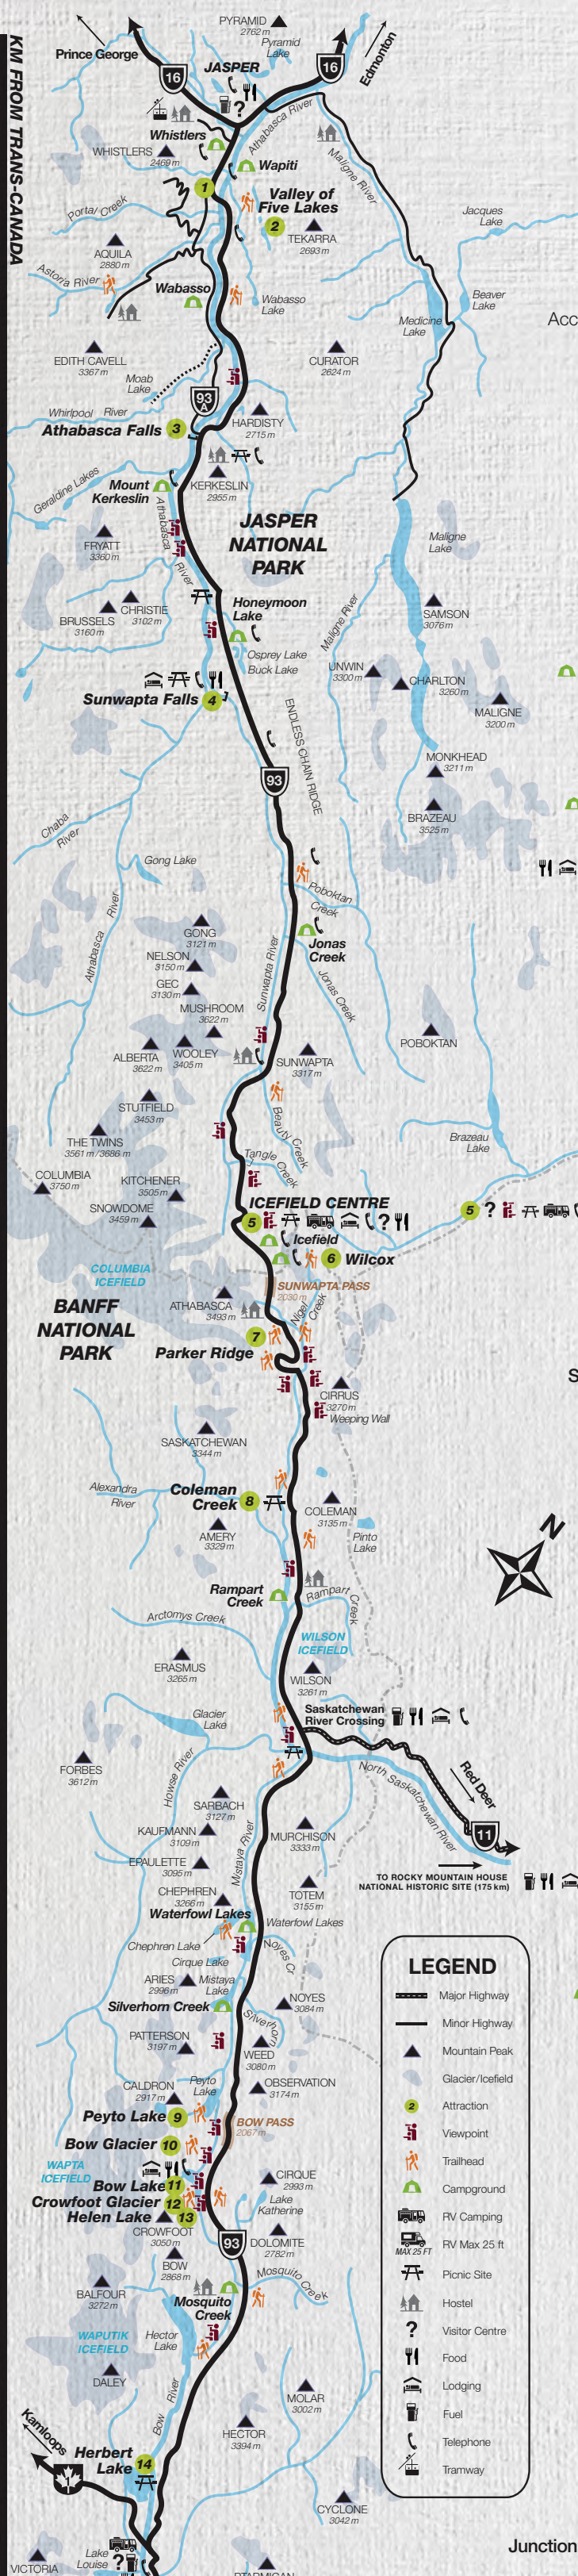 KM FROM TRANS-CANADA
PYRAMID
2762 m
Pyramid
Lake
Prince George
16
JASPER
16
Edmonton
?
Athabasca River
Whistlers
WHISTLERS
2469 m
Wapiti
Maligne River
1
Valley of
Five Lakes
2
TEKARRA
2693 m
Portal Creek
Jacques
Lake
AQUILA
2880 m
Astoria River
Wabasso
Wabasso
Lake
Beaver
Lake
Medicine
Lake
Acc
EDITH CAVELL
3367 m
CURATOR
2624 m
Moab
Lake
93
A
Whirlpool River
HARDISTY
2715 m
Athabasca Falls
3
Geraldine Lakes
Mount
Kerkeslin
KERKESLIN
2955 m
Athabasca
River
JASPER
NATIONAL
PARK
FRYATT
3360 m
Maligne
Lake
BRUSSELS
3160 m
CHRISTIE
3102 m
Honeymoon
Lake
Maligne River
SAMSON
3076 m
Osprey Lake
Buck Lake
UNWIN
3300 m
CHARLTON
3260 m
MALIGNE
3200 m
Sunwapta Falls
4
ENDLESS CHAIN RIDGE
93
MONKHEAD
3211 m
BRAZEAU
3525 m
Chaba
River
Gong Lake
Athabasca River
Poboktan
Creek
GONG
3121 m
Jonas
Creek
NELSON
3150 m
GEC
3130 m
Sunwapta River
Jonas Creek
MUSHROOM
3622 m
ALBERTA
3622 m
WOOLEY
3405 m
SUNWAPTA
3317 m
POBOKTAN
STUTFIELD
3453 m
Beauty Creek
THE TWINS
3561 m / 3686 m
Brazeau
Lake
Tangle Creek
COLUMBIA
3750 m
KITCHENER
3505 m
SNOWDOME
3459 m
ICEFIELD CENTRE
5
?
5
?
Icefield
6
Wilcox
COLUMBIA
ICEFIELD
SUNWAPTA PASS
2030 m
BANFF
NATIONAL
PARK
ATHABASCA
3493 m
Nigel
Creek
7
Parker Ridge
S
CIRRUS
3270 m
Weeping Wall
SASKATCHEWAN
3344 m
Alexandra
River
Coleman
Creek
8
COLEMAN
3135 m
AMERY
3329 m
Pinto
Lake
N
Rampart
Creek
Rampart Creek
Arctomys Creek
WILSON
ICEFIELD
ERASMUS
3265 m
WILSON
3261 m
Glacier
Lake
Saskatchewan
River Crossing
Howse River
FORBES
3612 m
North Saskatchewan River
Red Deer
11
SARBACH
3127 m
KAUFMANN
3109 m
Mistaya River
MURCHISON
3333 m
EPAULETTE
3095 m
TO ROCKY MOUNTAIN HOUSE
NATIONAL HISTORIC SITE (175 km)
CHEPHREN
3266 m
TOTEM
3155 m
Waterfowl Lakes
Waterfowl Lakes
Chephren Lake
Noyes Cr
Cirque Lake
ARIES
2996 m
Mistaya
Lake
NOYES
3084 m
Silverhorn Creek
Silverhorn
PATTERSON
3197 m
WEED
3080 m
CALDRON
2917 m
Peyto
Lake
OBSERVATION
3174 m
Peyto Lake
9
BOW PASS
2067 m
Bow Glacier
10
WAPTA
ICEFIELD
Bow Lake
11
Crowfoot Glacier
12
Helen Lake
13
CIRQUE
2993 m
Lake
Katherine
CROWFOOT
3050 m
93
DOLOMITE
2782 m
BOW
2868 m
BALFOUR
3272 m
Mosquito
Creek
Mosquito Creek
WAPUTIK
ICEFIELD
Hector
Lake
DALEY
Bow River
MOLAR
3002 m
HECTOR
3394 m
Kamloops
1
Herbert
Lake
14
CYCLONE
3042 m
Lake
Louise
?
VICTORIA
PTARMIGAN
Junction
LEGEND
Major Highway
Minor Highway
Mountain Peak
Glacier/Icefield
2
Attraction
Viewpoint
Trailhead
Campground
RV Camping
MAX 25 FT
RV Max 25 ft
Picnic Site
Hostel
?
Visitor Centre
Food
Lodging
Fuel
Telephone
Tramway